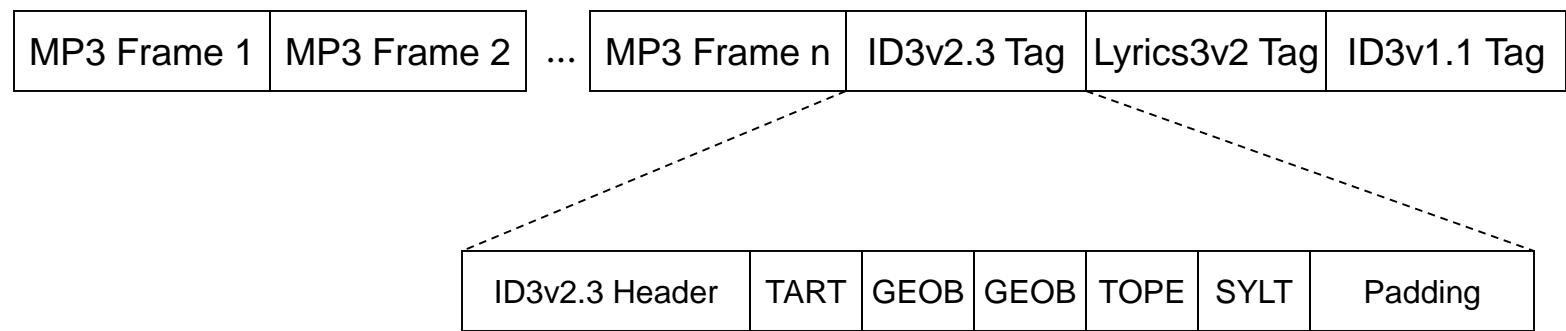 MP3 Frame 1 MP3 Frame 2 ... MP3 Frame n ID3v2.3 Tag Lyrics3v2 Tag ID3v1.1 Tag
ID3v2.3 Header TART GEOB GEOB TOPE SYLT Padding